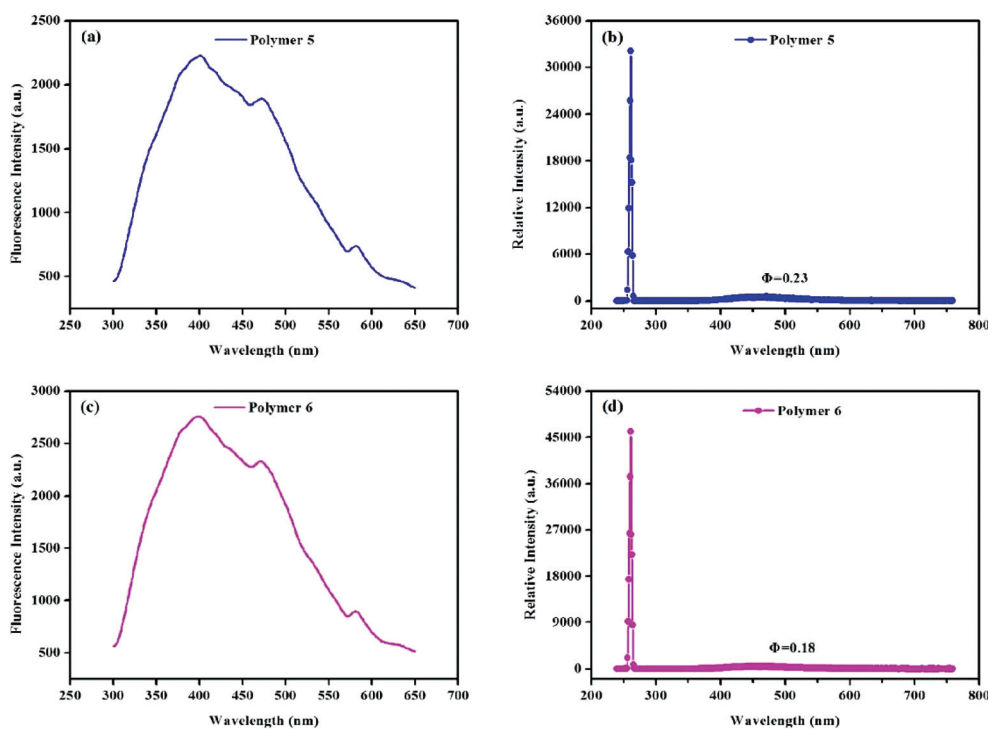 (a)
Polymer 5
Fluorescence Intensity (a.u.)
2500
2000
1500
1000
500
250 300 350 400 450 500 550 600 650 700
Wavelength (nm)
(b)
Polymer 5
Relative Intensity (a.u.)
36000
30000
24000
18000
12000
6000
0
Φ=0.23
200 300 400 500 600 700 800
Wavelength (nm)
(c)
Polymer 6
Fluorescence Intensity (a.u.)
3000
2500
2000
1500
1000
500
250 300 350 400 450 500 550 600 650 700
Wavelength (nm)
(d)
Polymer 6
Relative Intensity (a.u.)
54000
45000
36000
27000
18000
9000
0
Φ=0.18
200 300 400 500 600 700 800
Wavelength (nm)